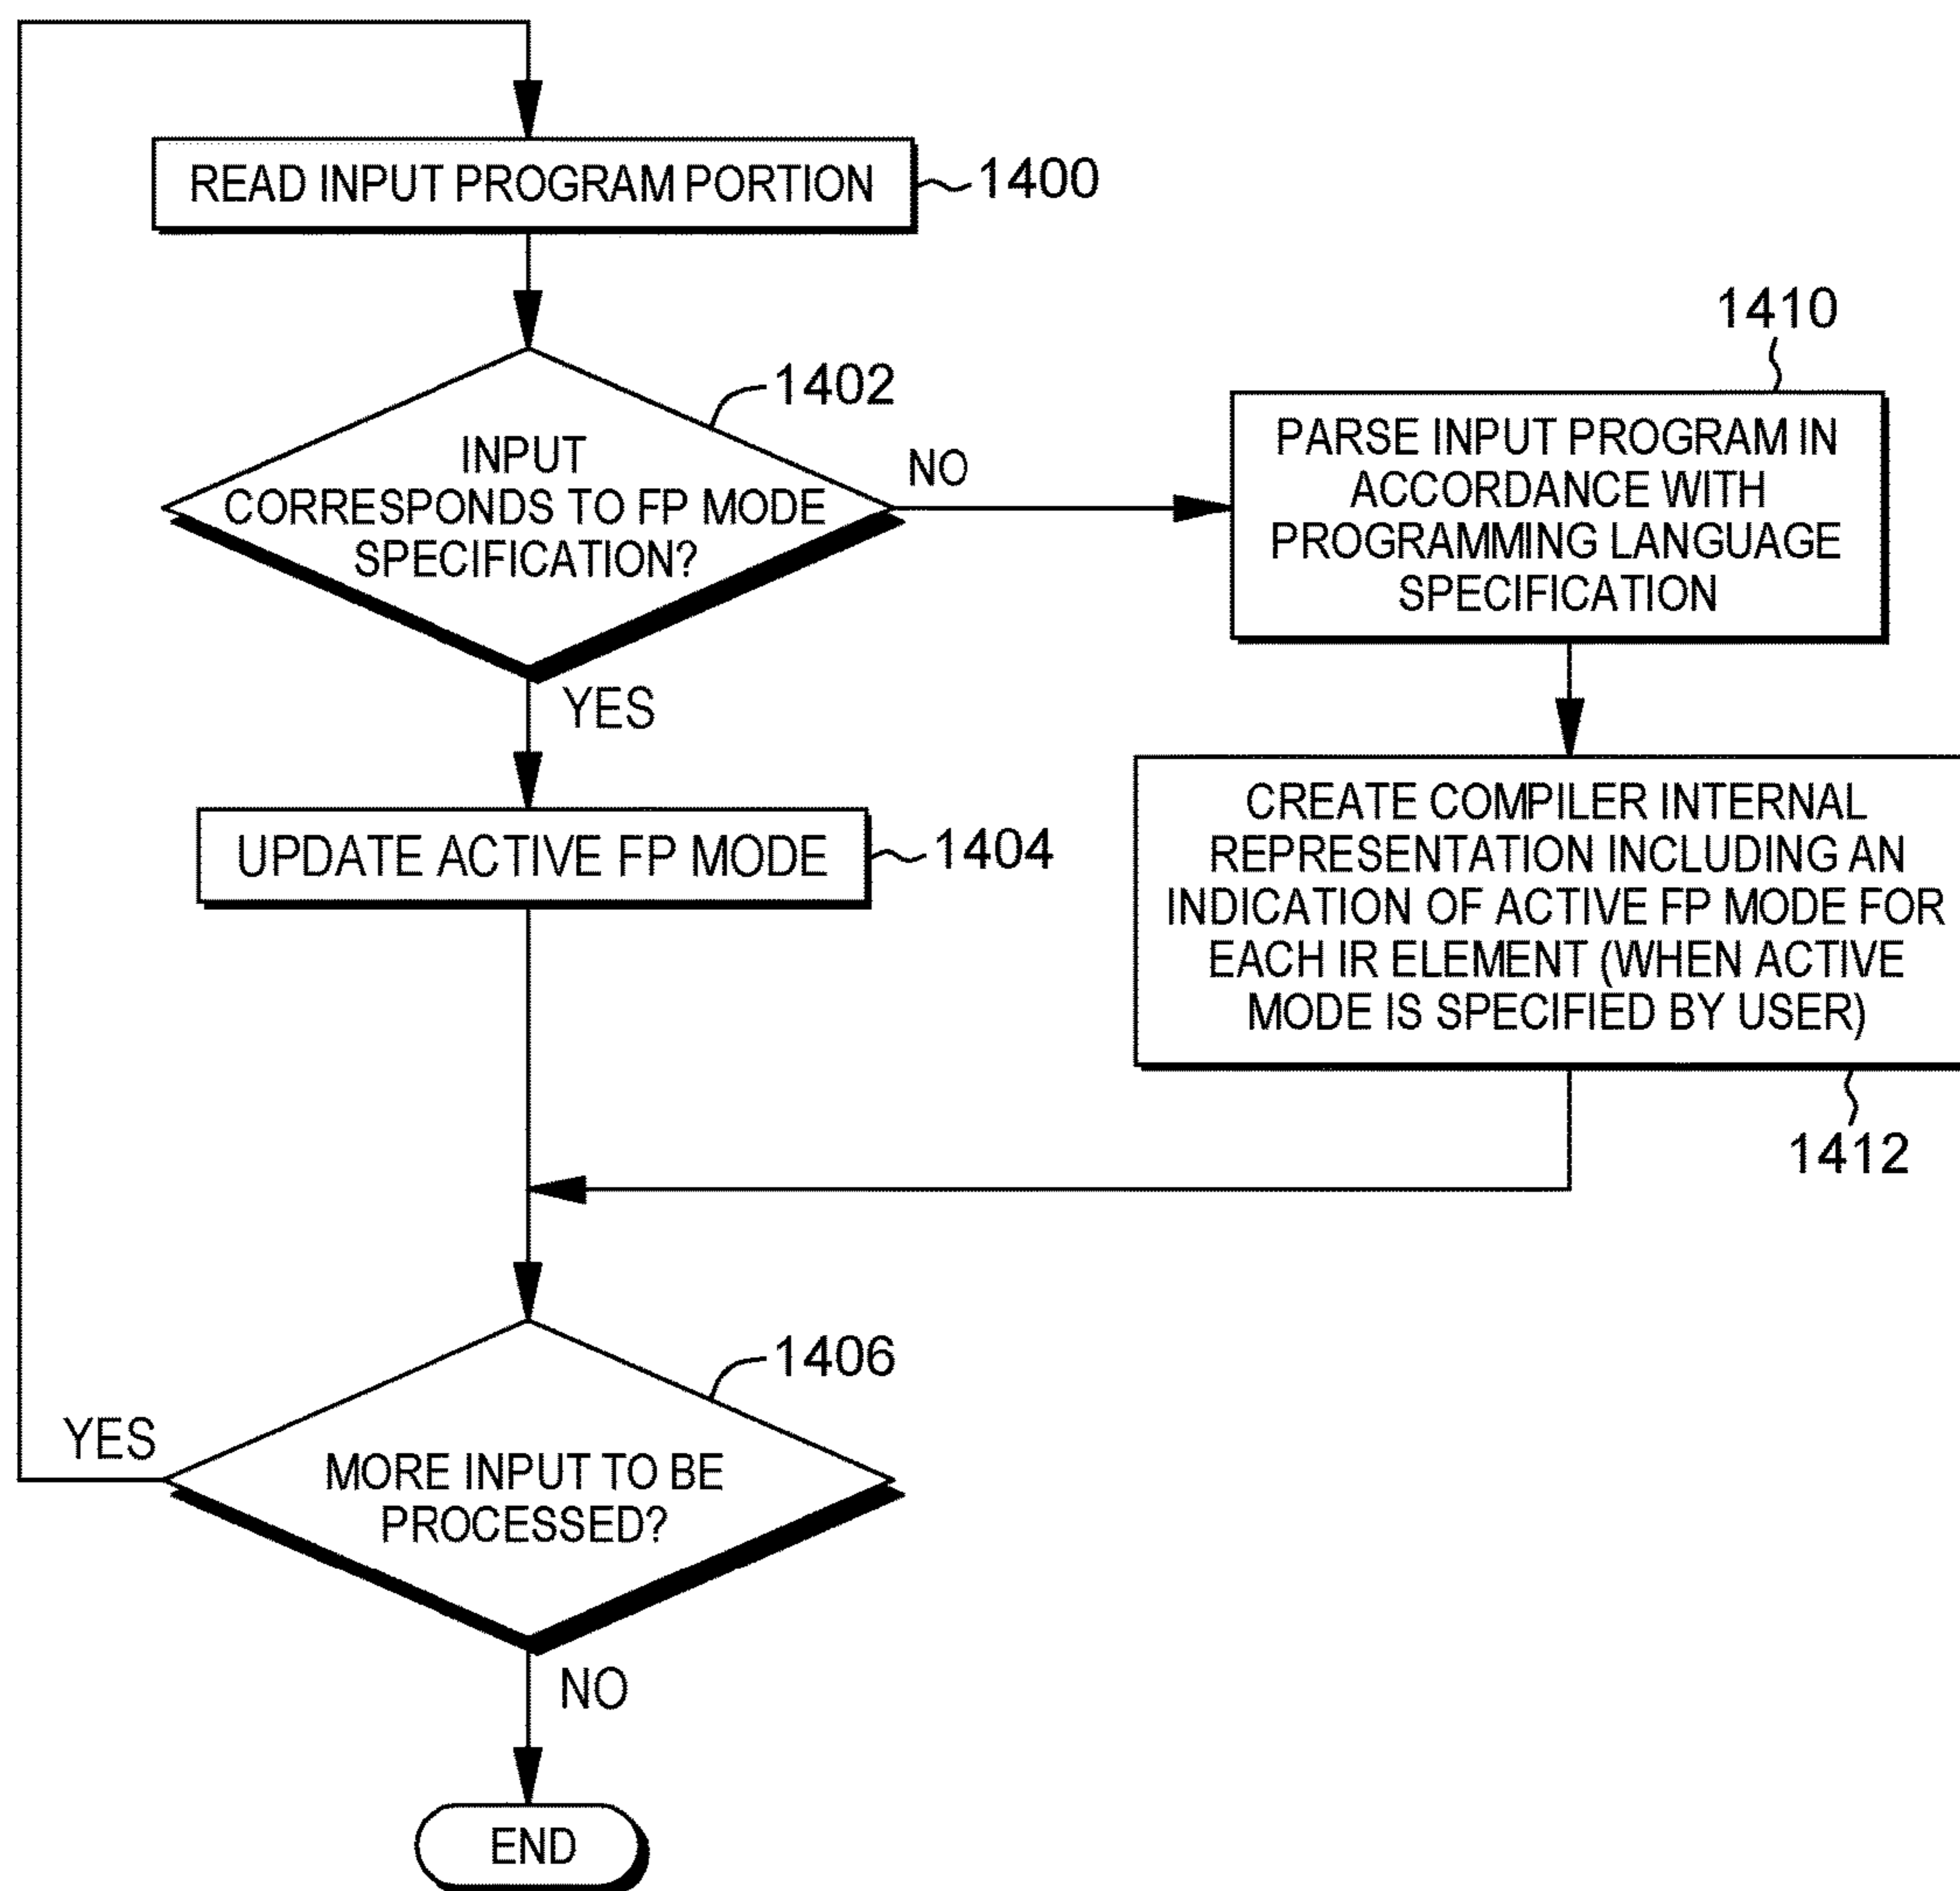 READ INPUT PROGRAM PORTION
1400
1402
INPUT
CORRESPONDS TO FP MODE
SPECIFICATION?
NO
YES
1410
PARSE INPUT PROGRAM IN
ACCORDANCE WITH
PROGRAMMING LANGUAGE
SPECIFICATION
UPDATE ACTIVE FP MODE
1404
CREATE COMPILER INTERNAL
REPRESENTATION INCLUDING AN
INDICATION OF ACTIVE FP MODE FOR
EACH IR ELEMENT (WHEN ACTIVE
MODE IS SPECIFIED BY USER)
1412
1406
YES
MORE INPUT TO BE
PROCESSED?
NO
END